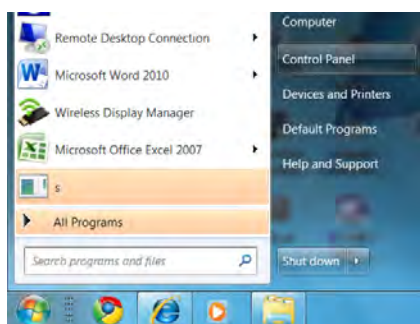 Remote Desktop Connection
Microsoft Word 2010
Wireless Display Manager
Microsoft Office Excel 2007
s
All Programs
Search programs and files
Computer
Control Panel
Devices and Printers
Default Programs
Help and Support
Shut down